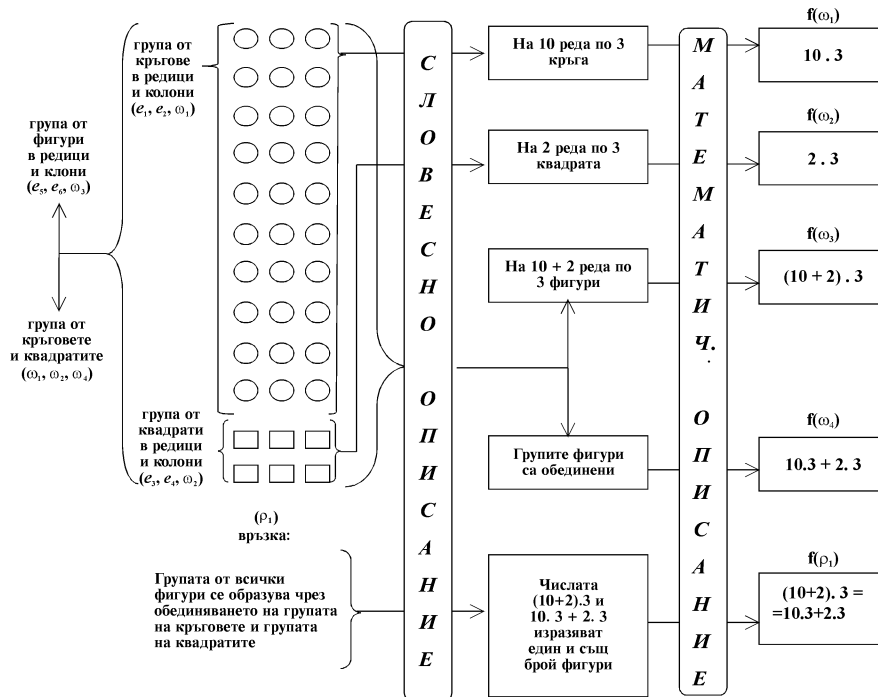 група от
фигури
в редици
и клони
(e₅, e₆, ω₃)
група от
кръговете
и квадратите
(ω₁, ω₂, ω₄)
група от
кръгове
в редици
и колони
(e₁, e₂, ω₁)
група от
квадрати
в редици
и колони
(e₃, e₄, ω₂)
(ρ₁)
връзка:
Групата от всички
фигури се образува чрез
обединяването на групата
на кръговете и групата
на квадратите
СЛОВЕСНО ОПИСАНИЕ
На 10 реда по 3
кръга
На 2 реда по 3
квадрата
На 10 + 2 реда по
3 фигури
Групите фигури
са обединени
Числата
(10+2).3 и
10. 3 + 2. 3
изразяват
един и същ
брой фигури
МАТЕМАТИЧ. ОПИСАНИЕ
f(ω₁)
10 . 3
f(ω₂)
2 . 3
f(ω₃)
(10 + 2) . 3
f(ω₄)
10.3 + 2. 3
f(ρ₁)
(10+2). 3 =
=10.3+2.3